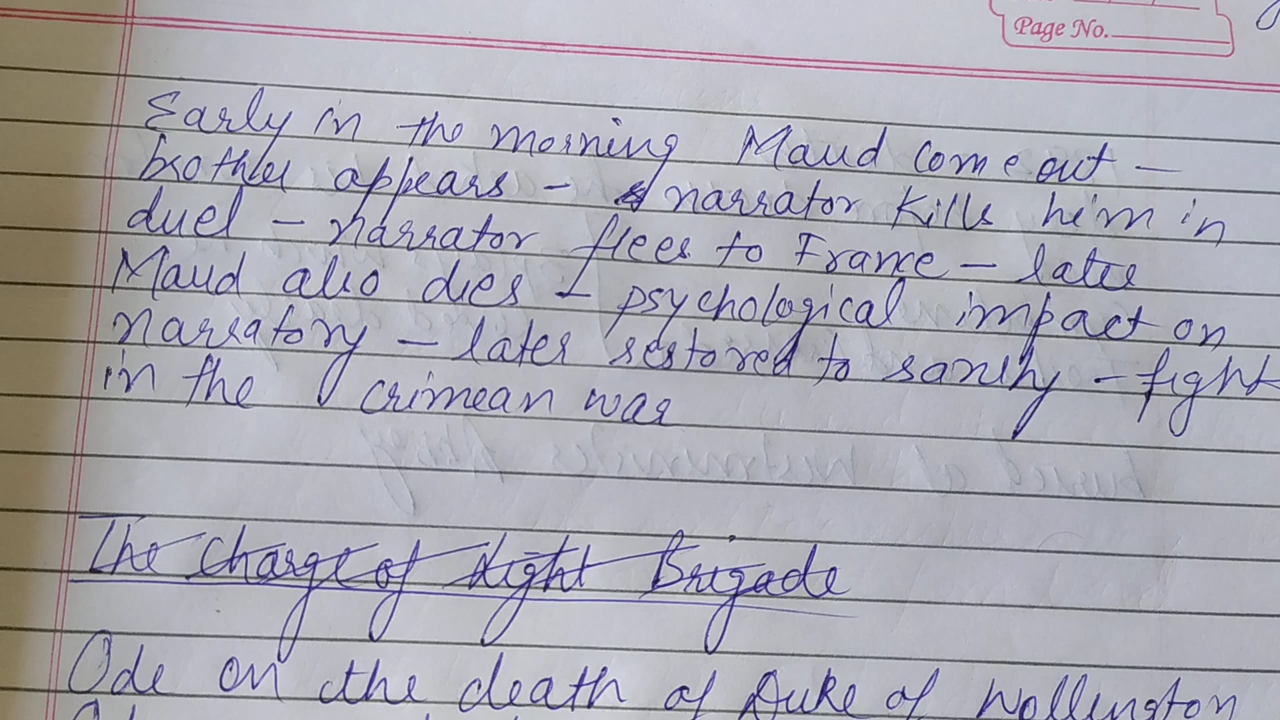 Page No.
Early in the morning Maud come out –
brother appears – narrator kills him in
duel – narrator flees to France – later
Maud also dies – psychological impact on
narratory – later restored to sanity – fight
in the crimean war
The Charge of Light Brigade
Ode on the death of Duke of Wellington